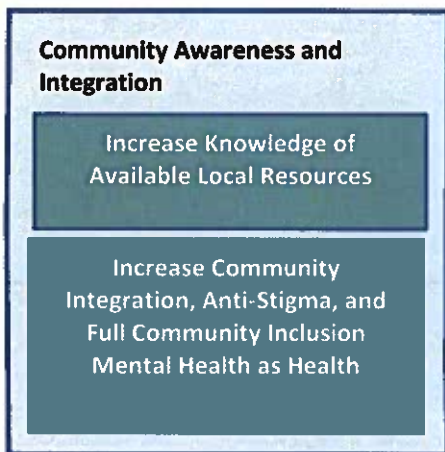 Community Awareness and
Integration
Increase Knowledge of
Available Local Resources
Increase Community
Integration, Anti-Stigma, and
Full Community Inclusion
Mental Health as Health